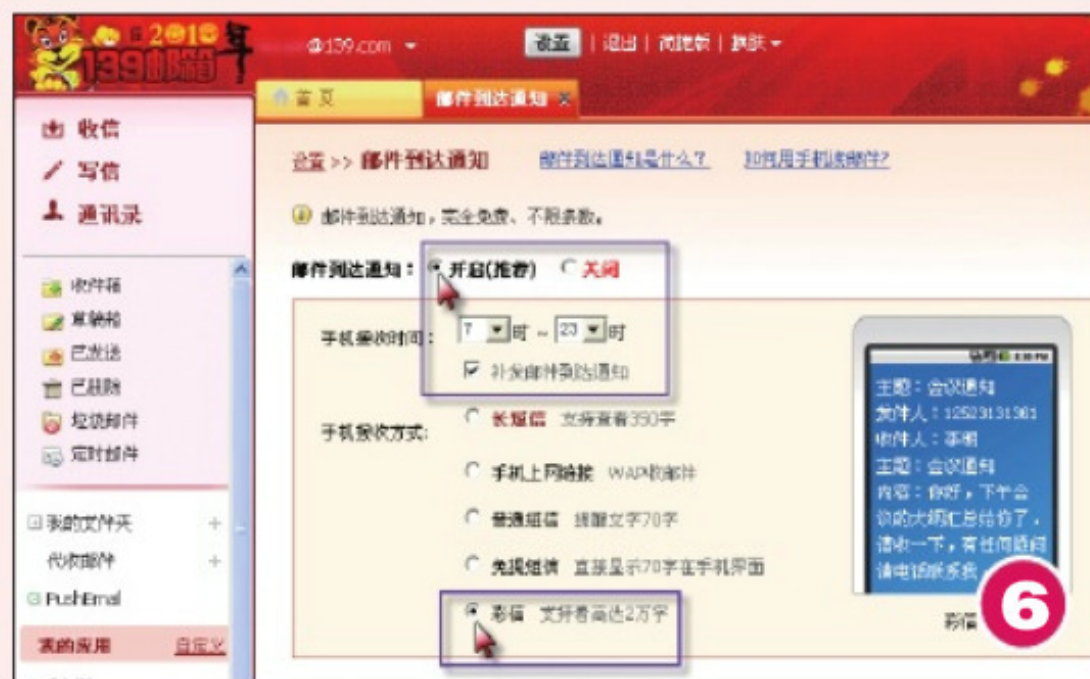 2010年
139邮箱
@139.com
设置 | 退出 | 简捷版 | 换肤
首页
邮件到达通知
收信
写信
通讯录
收件箱
草稿箱
已发送
已删除
垃圾邮件
定时邮件
我的文件夹
代收邮件
PushEmail
我的应用 自定义
设置 >> 邮件到达通知 邮件到达通知是什么? 如何用手机读邮件?
邮件到达通知,完全免费、不限条数。
邮件到达通知: 开启(推荐) 关闭
手机接收时间: 7 时 ~ 23 时
补发邮件到达通知
手机接收方式: 长短信 支持查看350字
手机上网链接 WAP收邮件
普通短信 提醒文字70字
免提短信 直接显示70字在手机界面
彩信 支持看高达2万字
主题:会议通知
发件人:12523131381
收件人:李明
主题:会议通知
内容:你好,下午会
议的大纲汇总给你了,
请收一下,有任何疑问
请电话联系我
彩信
6